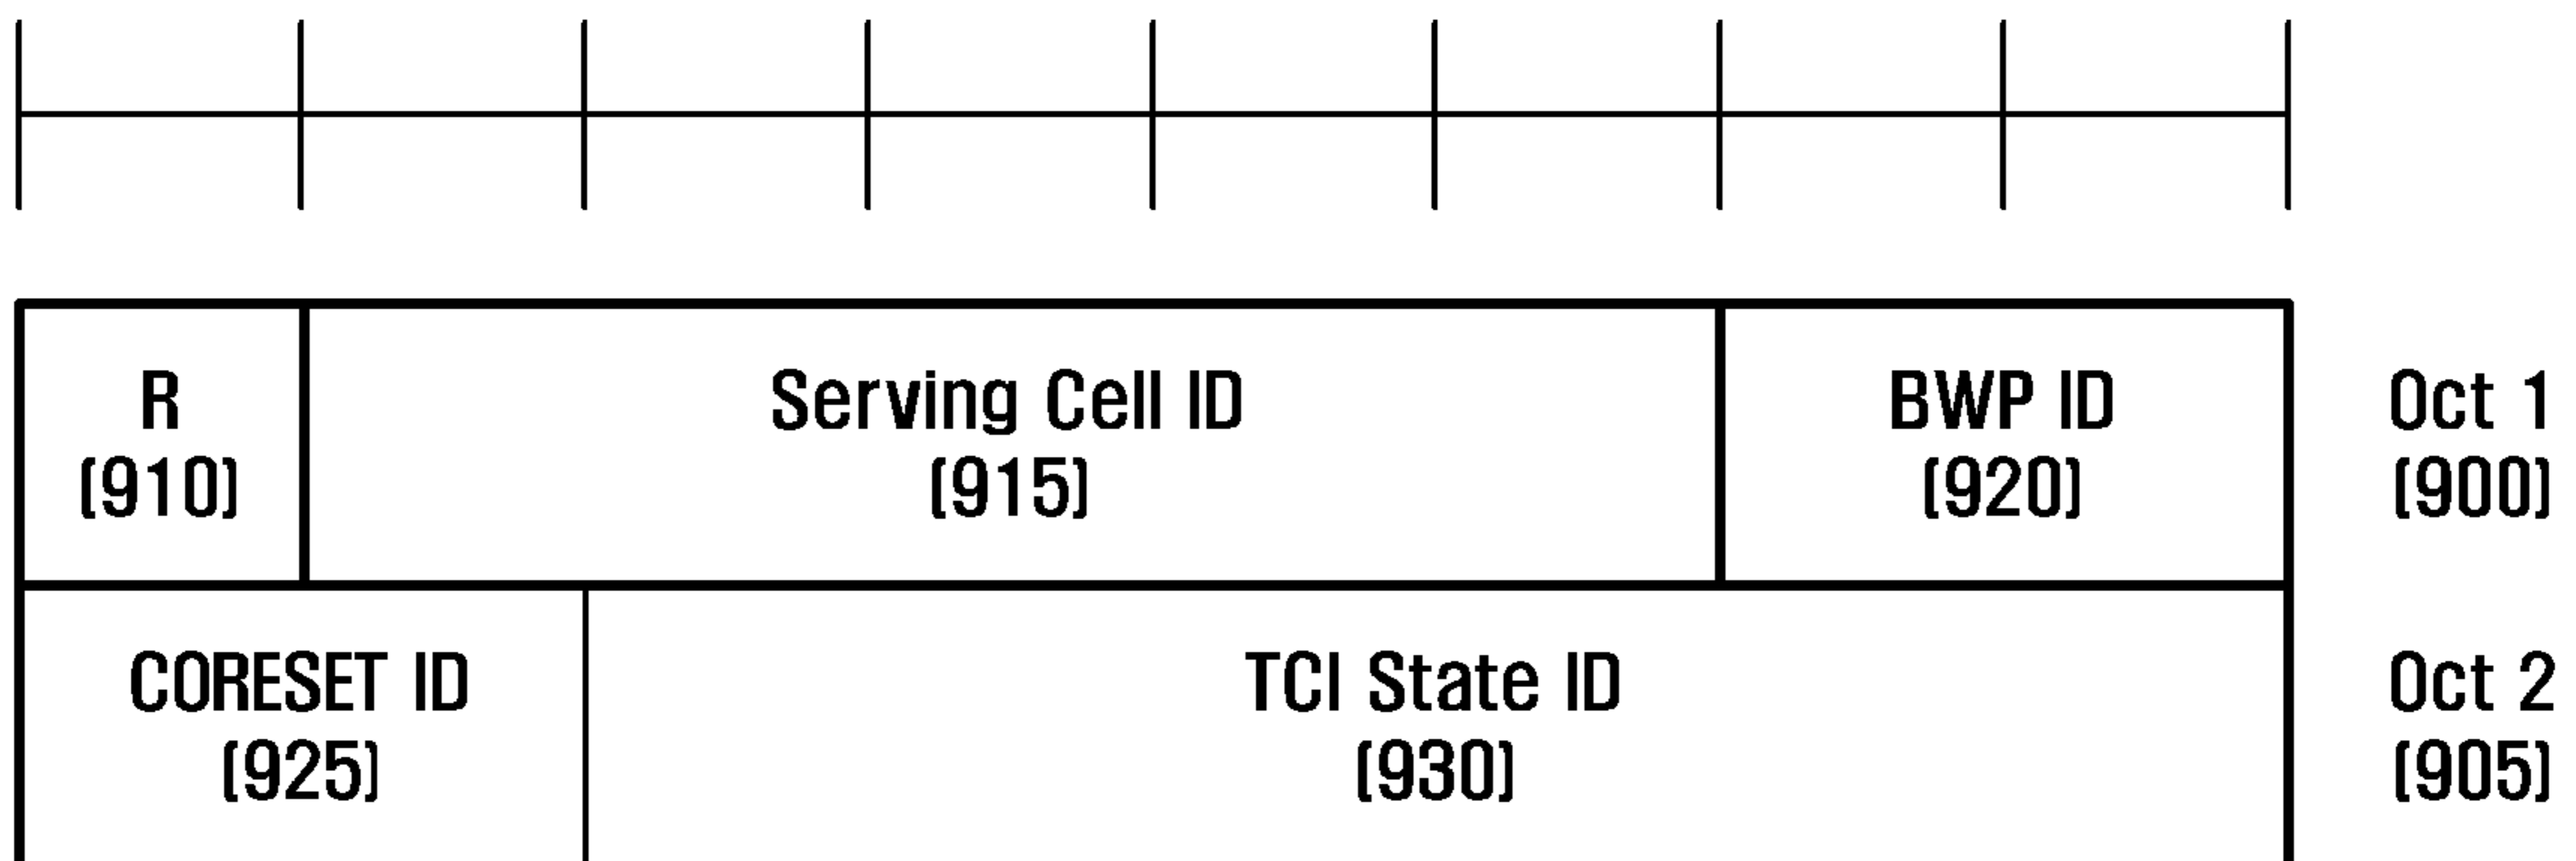 R Serving Cell ID BWP ID Oct 1
(910) (915) (920) (900)
CORESET ID TCI State ID Oct 2
(925) (930) (905)